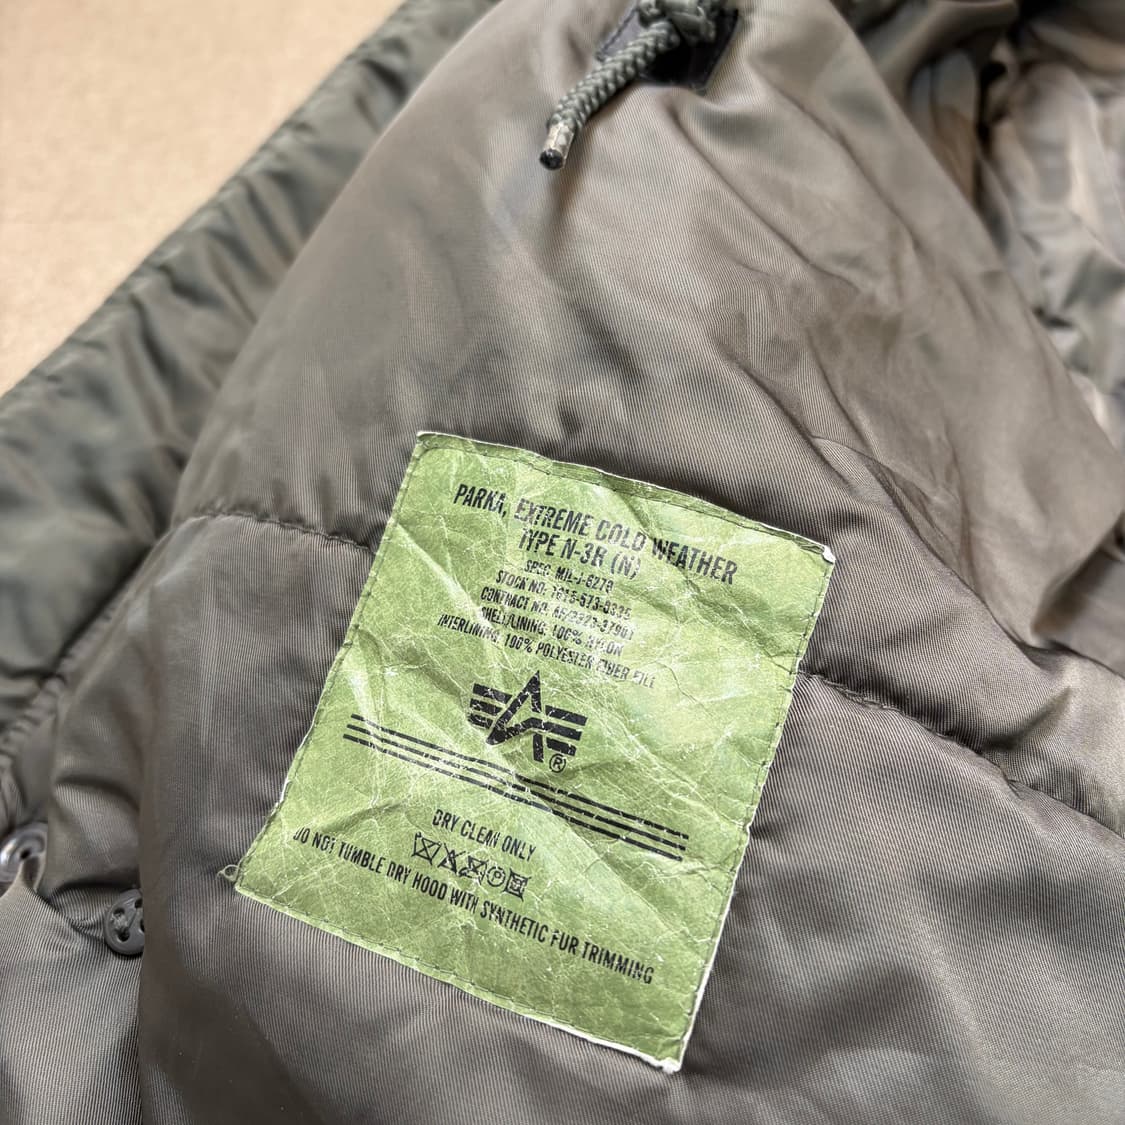 PARKA, EXTREME COLD WEATHER
TYPE N-3B (N)
SPEC. MIL-J-6279
STOCK NO.
CONTRACT NO.
SHELL/LINING: 100% NYLON
INTERLINING: 100% POLYESTER FIBER FILL
®
DRY CLEAN ONLY
DO NOT TUMBLE DRY HOOD WITH SYNTHETIC FUR TRIMMING